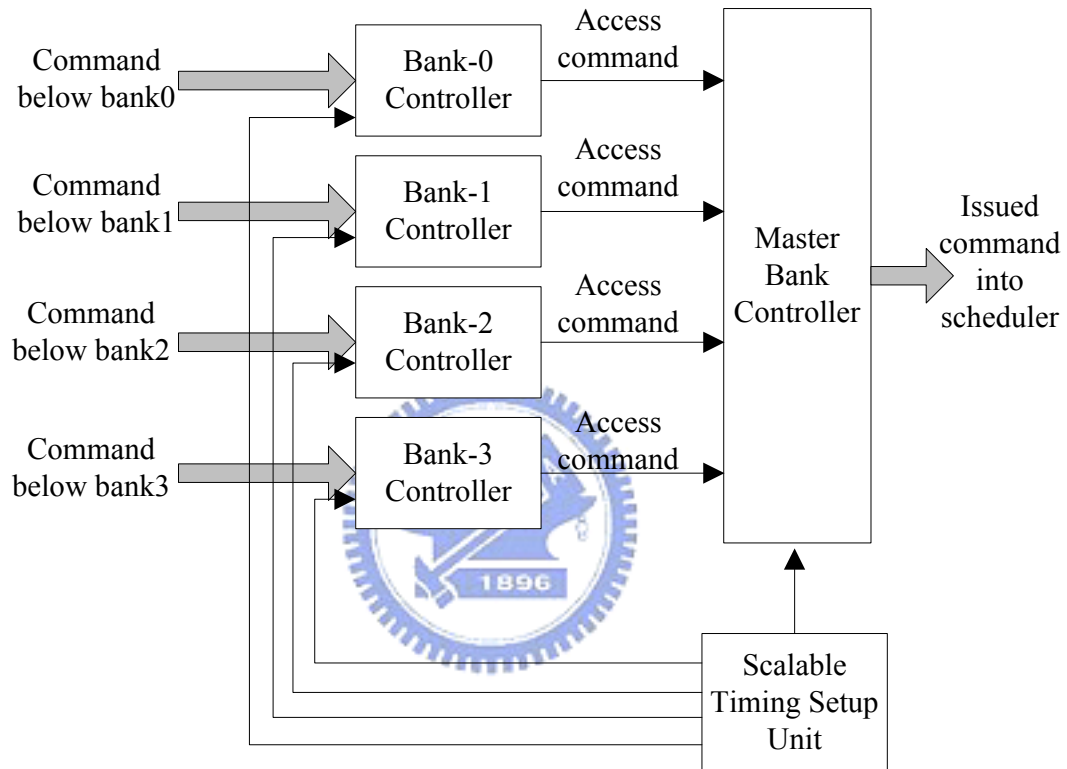 Command
below bank0
Bank-0
Controller
Access
command
Command
below bank1
Bank-1
Controller
Access
command
Command
below bank2
Bank-2
Controller
Access
command
Command
below bank3
Bank-3
Controller
Access
command
Master
Bank
Controller
Issued
command
into
scheduler
1896
Scalable
Timing Setup
Unit